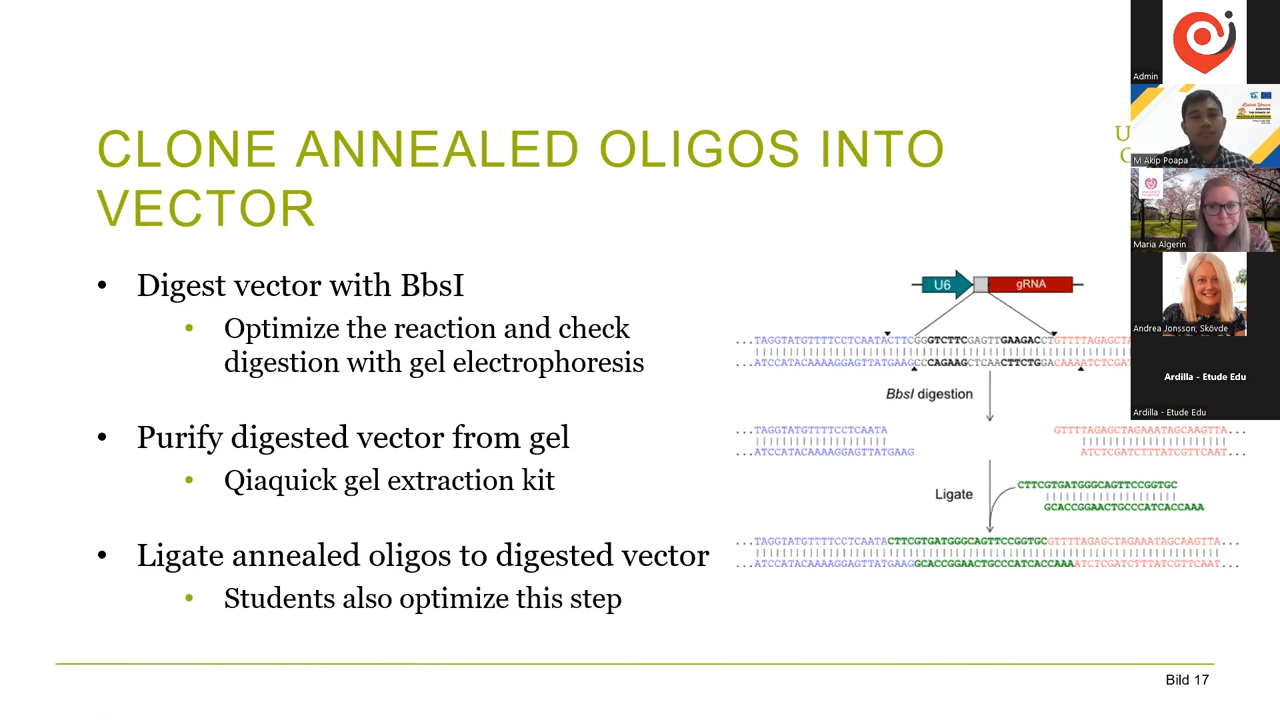 CLONE ANNEALED OLIGOS INTO
VECTOR
• Digest vector with BbsI
• Optimize the reaction and check
digestion with gel electrophoresis
• Purify digested vector from gel
• Qiaquick gel extraction kit
• Ligate annealed oligos to digested vector
• Students also optimize this step
U6
gRNA
...TAGGTATGTTTTCCTCAATACTTCGGGTCTTCGAGTTGAAGACCTGTTTTAGAGCTA
...ATCCATACAAAAGGAGTTATGAAGCCCAGAAGCTCAACTTCTGGACAAAATCTCGAT
BbsI digestion
...TAGGTATGTTTTCCTCAATA
GTTTTAGAGCTAGAAATAGCAAGTTA...
...ATCCATACAAAAGGAGTTATGAAG
ATCTCGATCTTTATCGTTCAAT...
Ligate
CTTCGTGATGGGCAGTTCCGGTGC
GCACCGGAACTGCCCATCACCAAA
...TAGGTATGTTTTCCTCAATACTTCGTGATGGGCAGTTCCGGTGCGTTTTAGAGCTAGAAATAGCAAGTTA...
...ATCCATACAAAAGGAGTTATGAAGGCACCGGAACTGCCCATCACCAAAATCTCGATCTTTATCGTTCAAT...
Bild 17
U
Admin
M Akip Poapa
Maria Algerin
Andrea Jonsson, Skövde
Ardilla - Etude Edu
Ardilla - Etude Edu